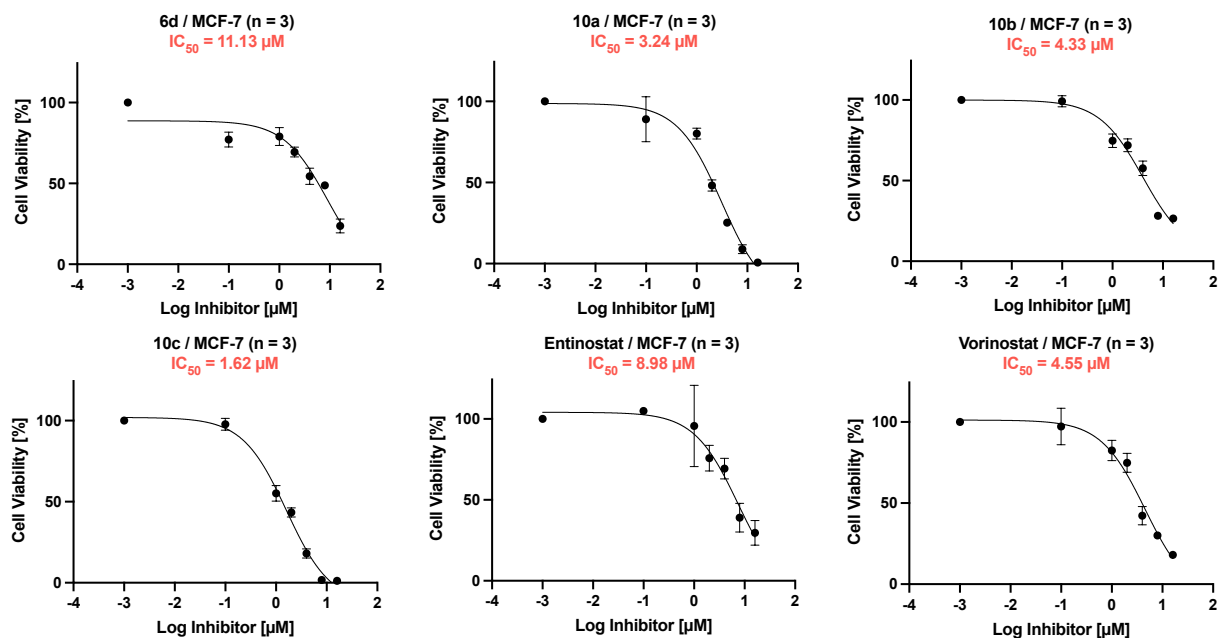 6d / MCF-7 (n = 3)
IC50 = 11.13 µM
Cell Viability [%]
100
50
0
-4 -3 -2 -1 0 1 2
Log Inhibitor [µM]
10a / MCF-7 (n = 3)
IC50 = 3.24 µM
Cell Viability [%]
100
50
0
-4 -3 -2 -1 0 1 2
Log Inhibitor [µM]
10b / MCF-7 (n = 3)
IC50 = 4.33 µM
Cell Viability [%]
100
50
0
-4 -3 -2 -1 0 1 2
Log Inhibitor [µM]
10c / MCF-7 (n = 3)
IC50 = 1.62 µM
Cell Viability [%]
100
50
0
-4 -3 -2 -1 0 1 2
Log Inhibitor [µM]
Entinostat / MCF-7 (n = 3)
IC50 = 8.98 µM
Cell Viability [%]
100
50
0
-4 -3 -2 -1 0 1 2
Log Inhibitor [µM]
Vorinostat / MCF-7 (n = 3)
IC50 = 4.55 µM
Cell Viability [%]
100
50
0
-4 -3 -2 -1 0 1 2
Log Inhibitor [µM]